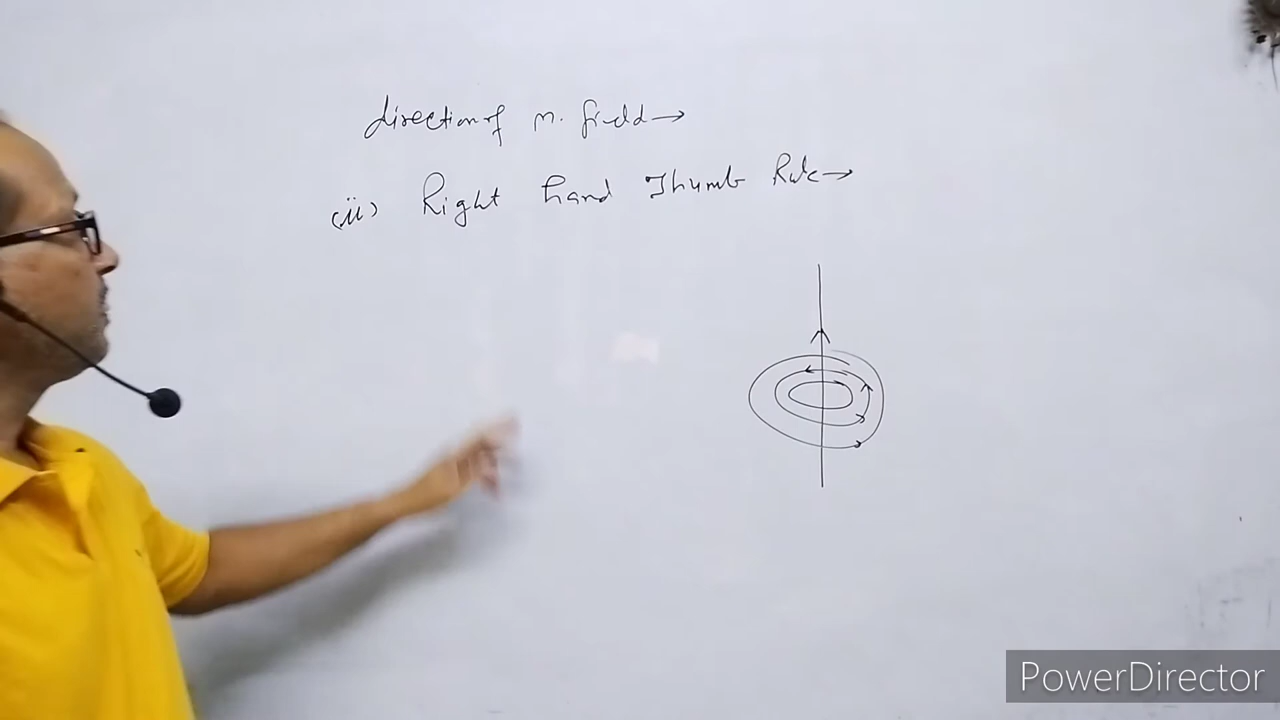 direction of m. field→
(ii) Right hand Thumb Rule→
PowerDirector